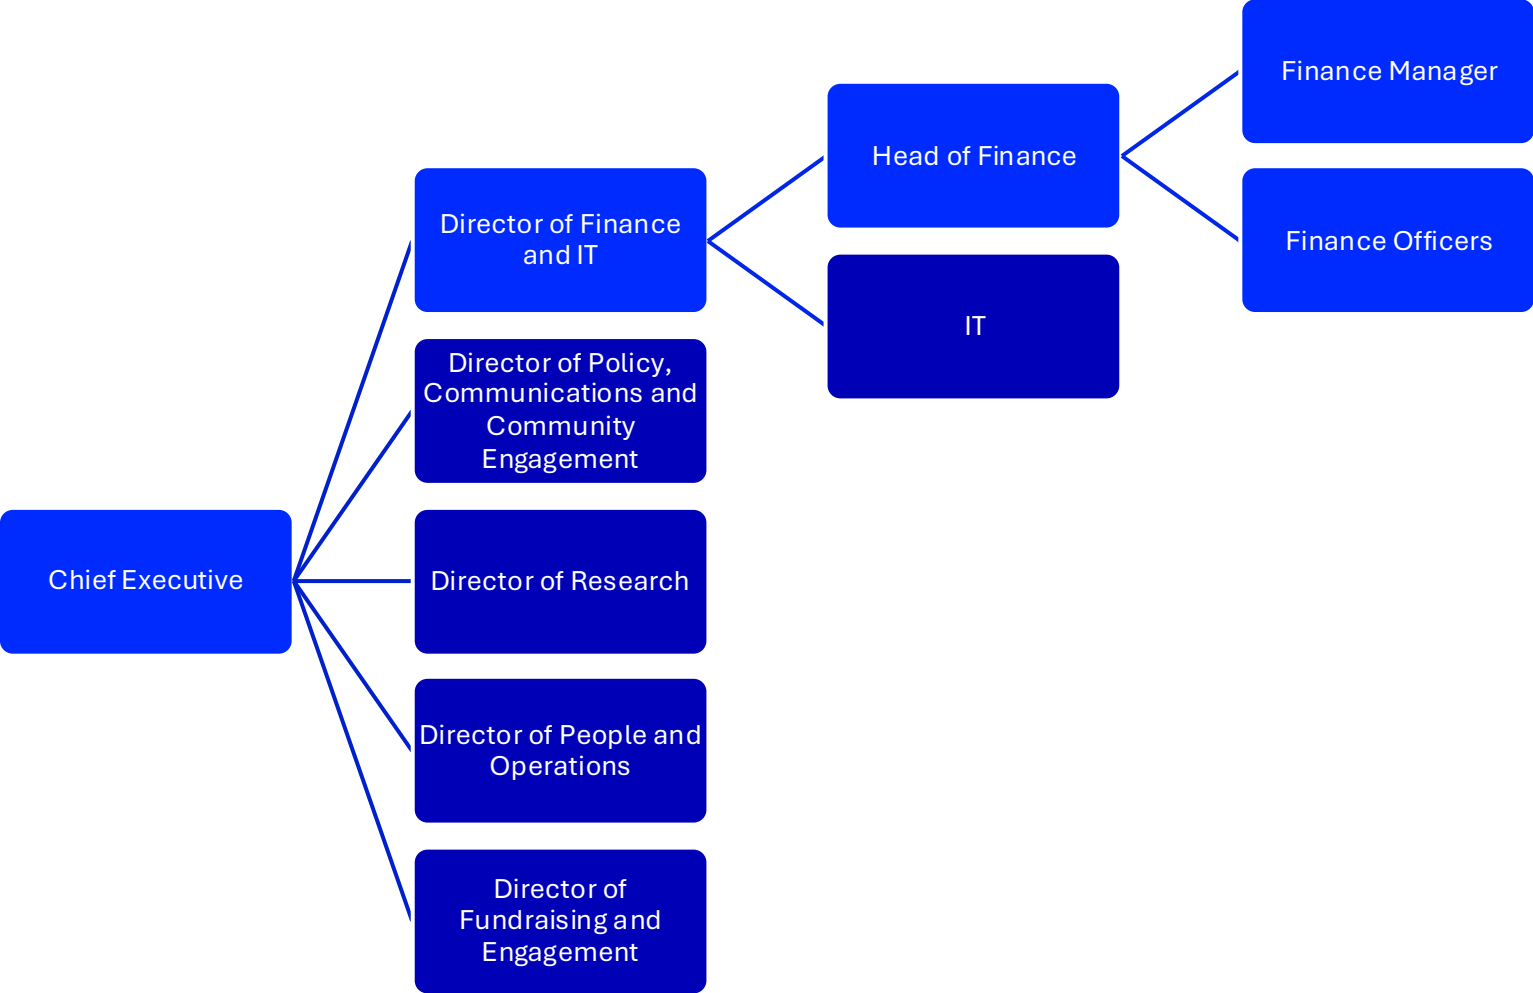 Finance Manager
Head of Finance
Director of Finance
and IT
Finance Officers
IT
Director of Policy,
Communications and
Community
Engagement
Chief Executive
Director of Research
Director of People and
Operations
Director of
Fundraising and
Engagement